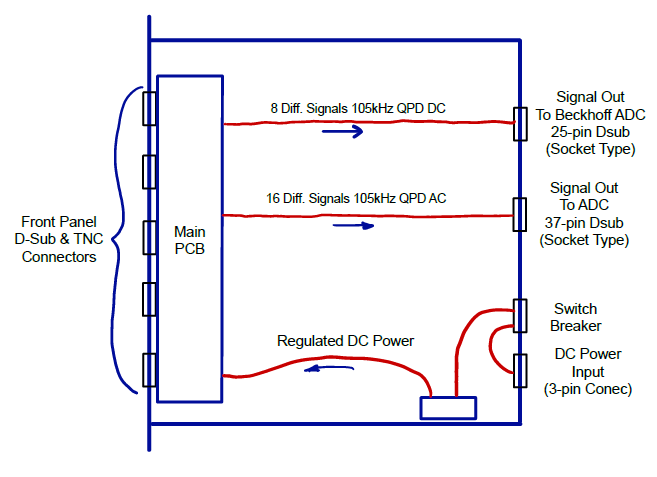 8 Diff. Signals 105kHz QPD DC
Signal Out
To Beckhoff ADC
25-pin Dsub
(Socket Type)
16 Diff. Signals 105kHz QPD AC
Signal Out
To ADC
37-pin Dsub
(Socket Type)
Front Panel
D-Sub & TNC
Connectors
Main
PCB
Switch
Breaker
Regulated DC Power
DC Power
Input
(3-pin Conec)